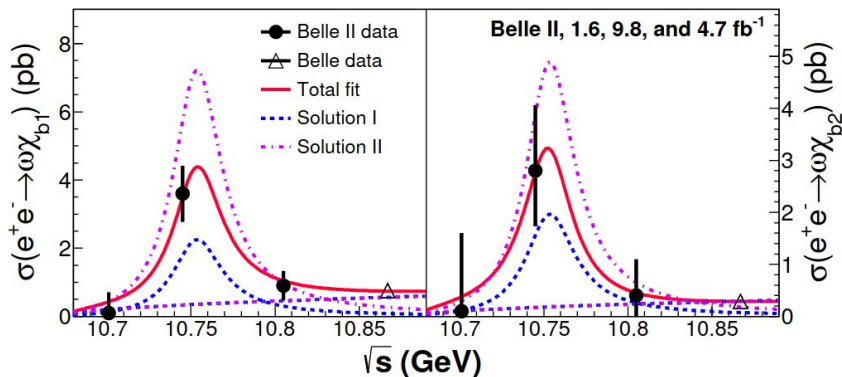 σ(e⁺e⁻→ωχb1) (pb)
8
6
4
2
0
Belle II data
Belle data
Total fit
Solution I
Solution II
Belle II, 1.6, 9.8, and 4.7 fb⁻¹
5
4
3
2
1
0
σ(e⁺e⁻→ωχb2) (pb)
10.7 10.75 10.8 10.85 10.7 10.75 10.8 10.85
√s (GeV)